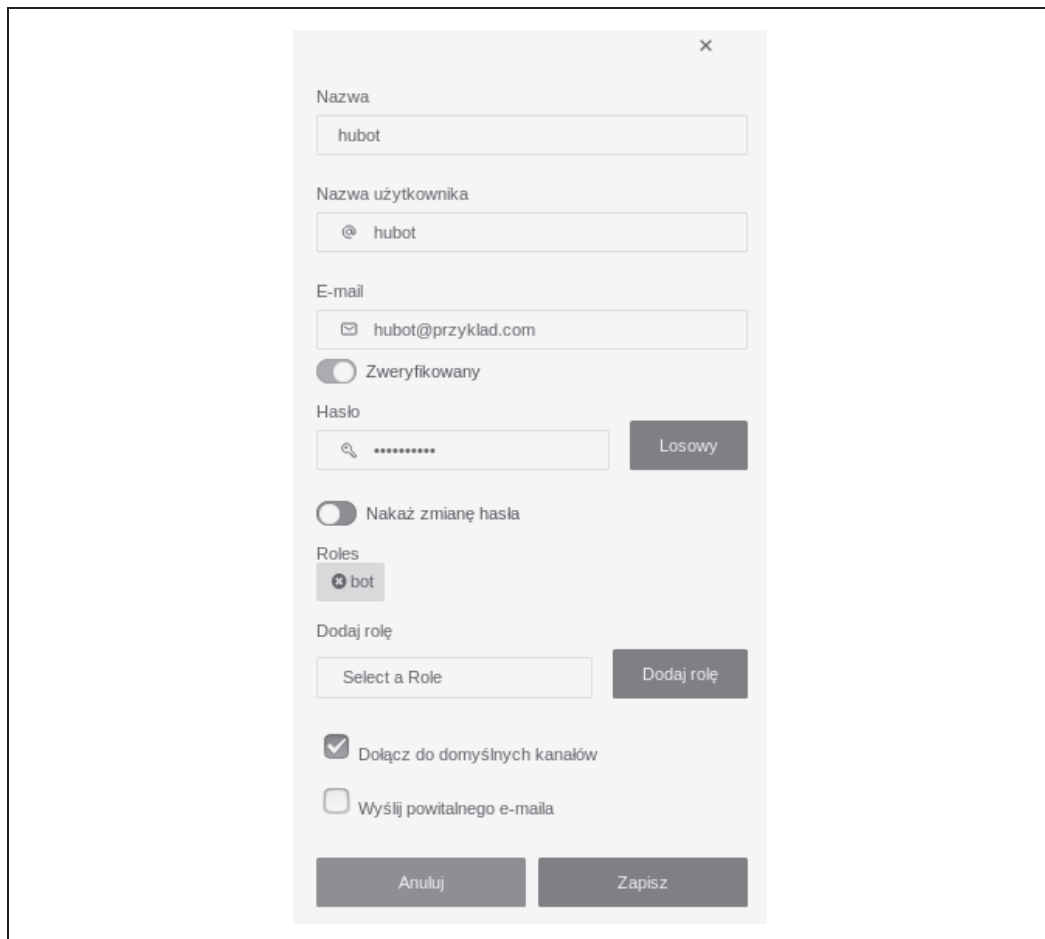 ×
Nazwa
hubot
Nazwa użytkownika
@ hubot
E-mail
hubot@przyklad.com
Zweryfikowany
Hasło
••••••••••
Losowy
Nakaż zmianę hasła
Roles
bot
Dodaj rolę
Select a Role
Dodaj rolę
Dołącz do domyślnych kanałów
Wyślij powitalnego e-maila
Anuluj
Zapisz